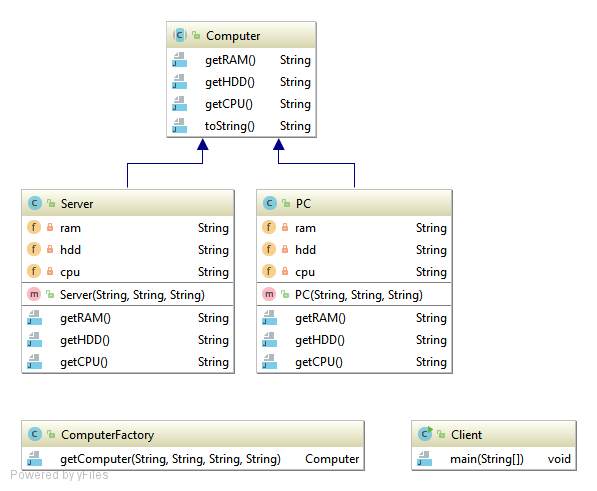 Computer
getRAM() String
getHDD() String
getCPU() String
toString() String
Server
ram String
hdd String
cpu String
Server(String, String, String)
getRAM() String
getHDD() String
getCPU() String
PC
ram String
hdd String
cpu String
PC(String, String, String)
getRAM() String
getHDD() String
getCPU() String
ComputerFactory
getComputer(String, String, String, String) Computer
Client
main(String[]) void
Powered by yFiles